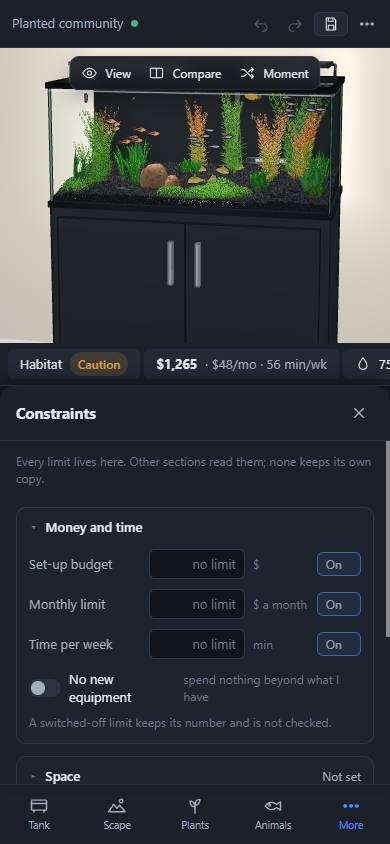 Planted community
View
Compare
Moment
Habitat Caution
$1,265 · $48/mo · 56 min/wk
75
Constraints
Every limit lives here. Other sections read them; none keeps its own
copy.
Money and time
Set-up budget no limit $ On
Monthly limit no limit $ a month On
Time per week no limit min On
No new
equipment
spend nothing beyond what I
have
A switched-off limit keeps its number and is not checked.
Space Not set
Tank
Scape
Plants
Animals
More